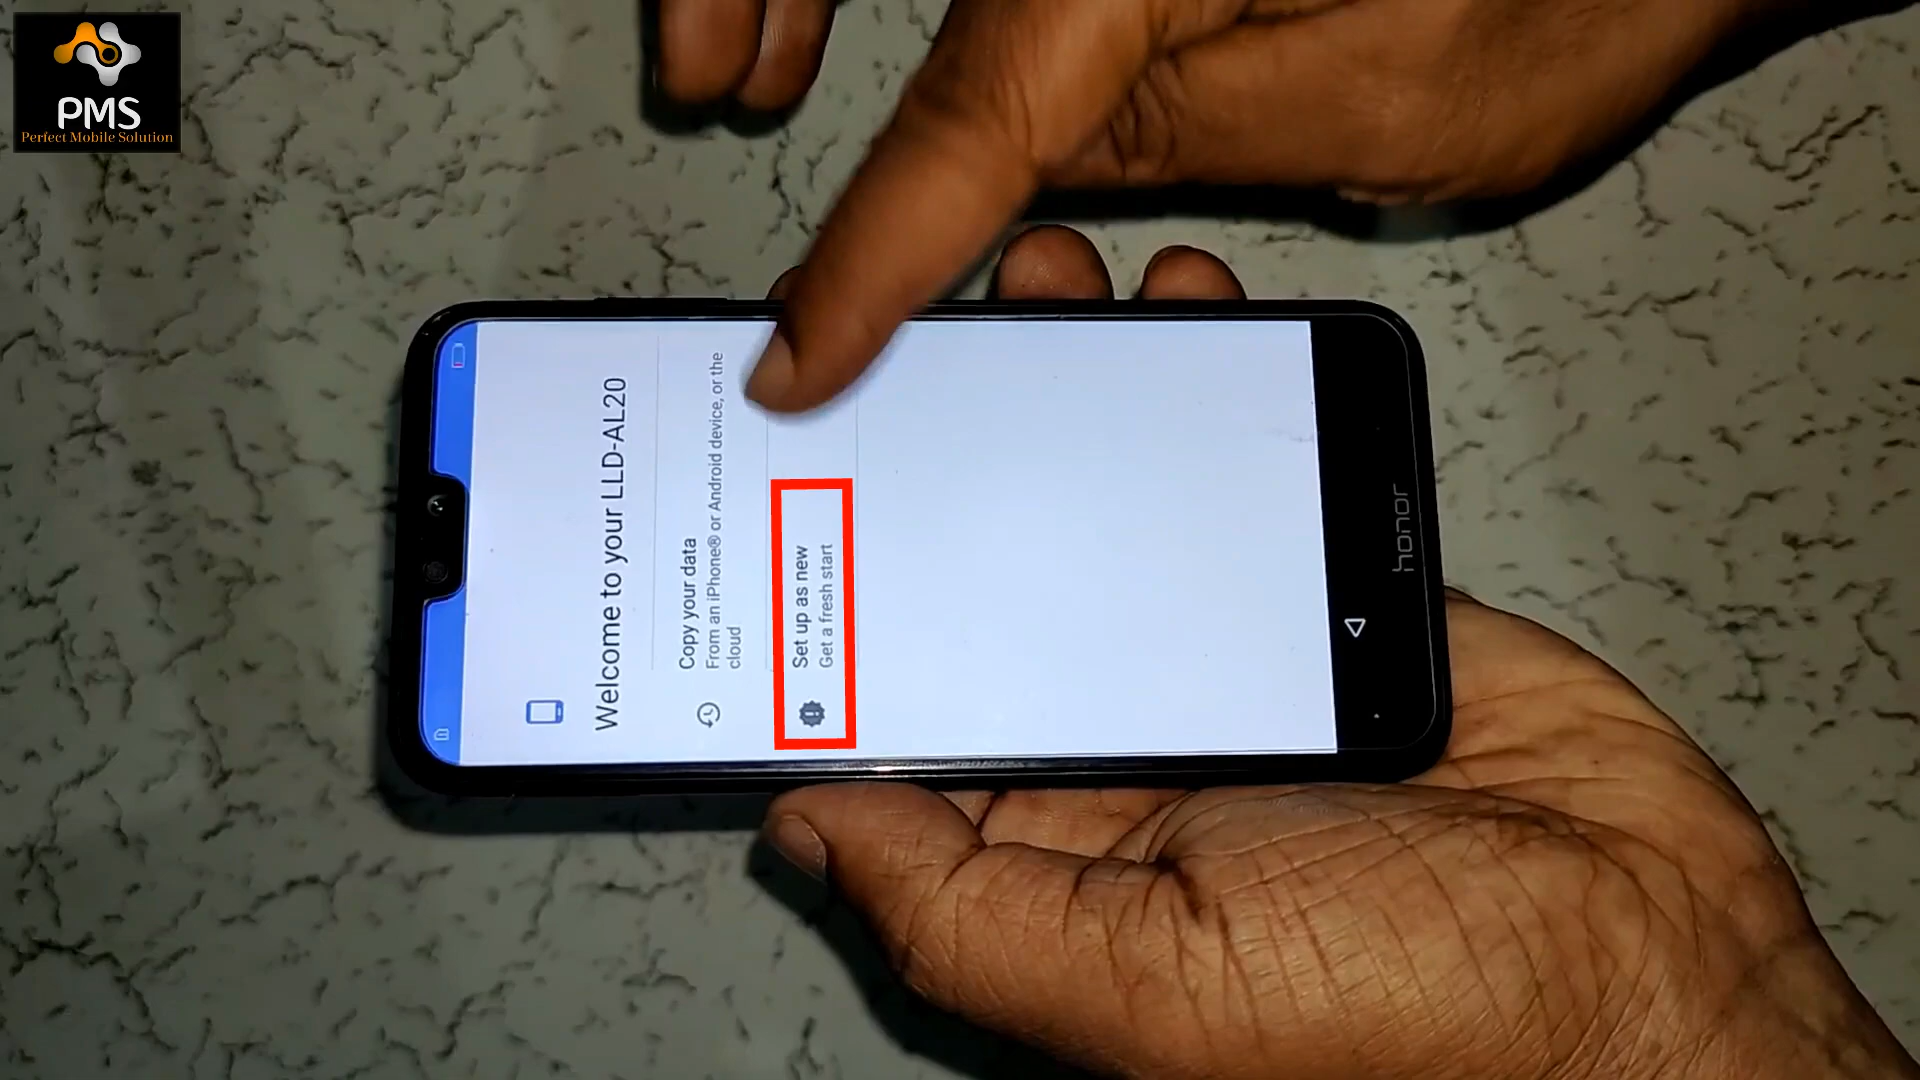 PMS
Perfect Mobile Solution
Welcome to your LLD-AL20
Copy your data
From an iPhone® or Android device, or the
cloud
Set up as new
Get a fresh start
honor